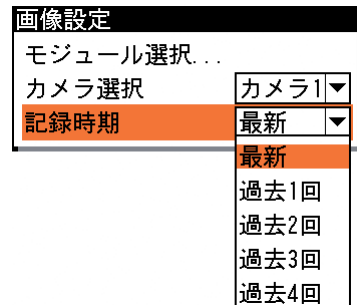 画像設定
モジュール選択...
カメラ選択 カメラ1▼
記録時期 最新▼
最新
過去1回
過去2回
過去3回
過去4回